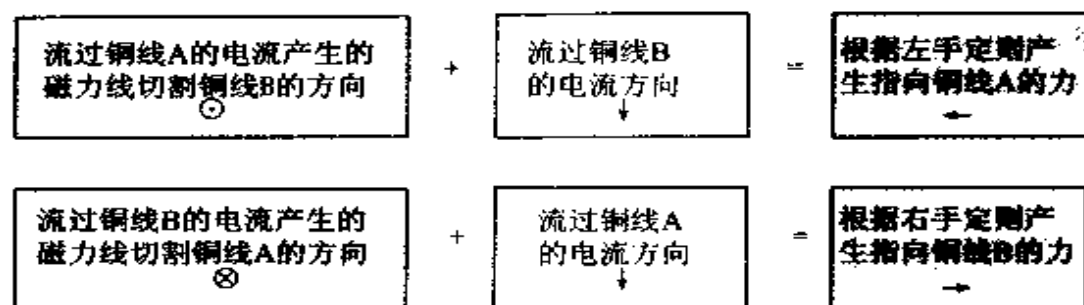 流过铜线A的电流产生的
磁力线切割铜线B的方向
⊙
+
流过铜线B
的电流方向
↓
=
根据左手定则产
生指向铜线A的力
←
流过铜线B的电流产生的
磁力线切割铜线A的方向
⊗
+
流过铜线A
的电流方向
↓
=
根据右手定则产
生指向铜线B的力
→